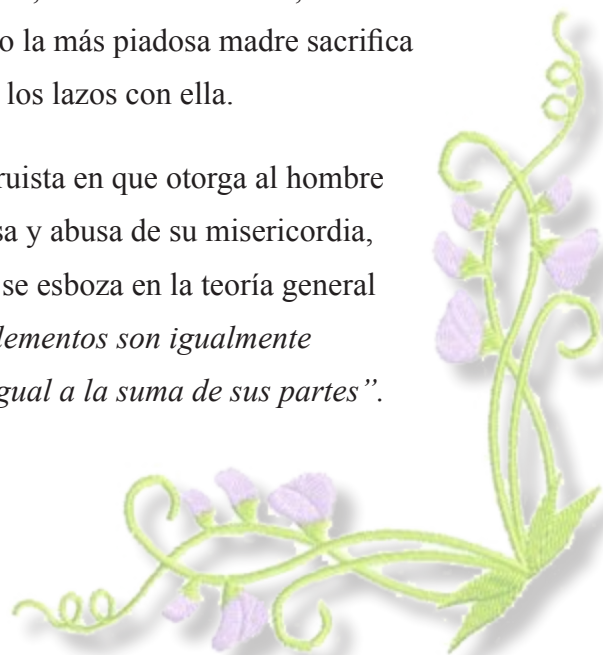 o la más piadosa madre sacrifica
los lazos con ella.
ruista en que otorga al hombre
sa y abusa de su misericordia,
se esboza en la teoría general
lementos son igualmente
gual a la suma de sus partes”.